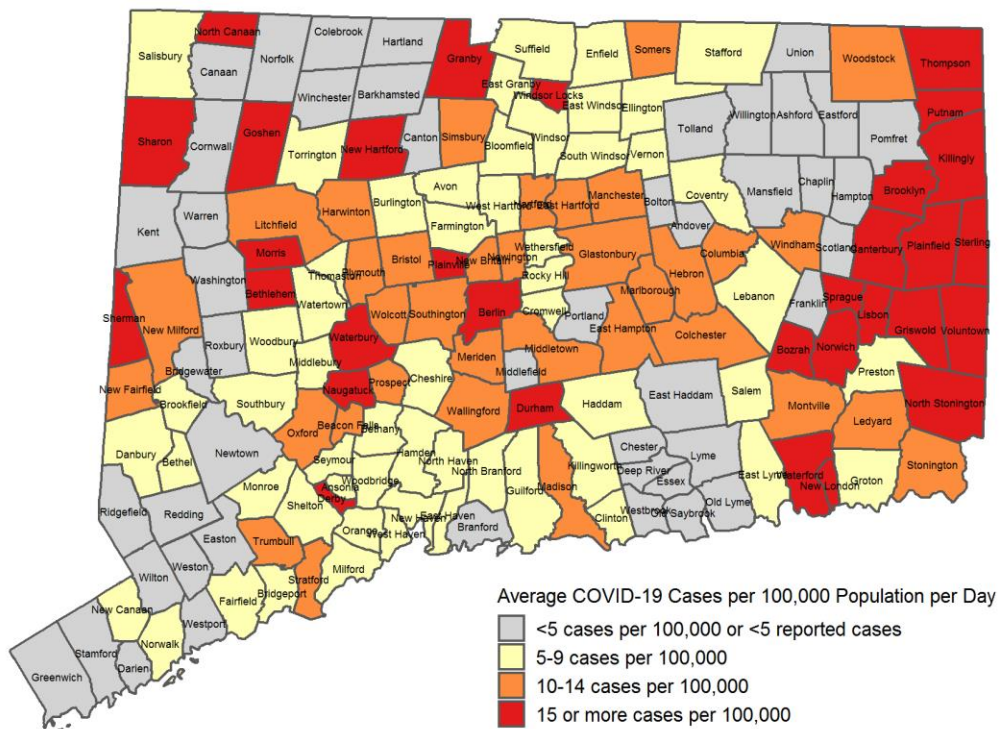 North Canaan
Salisbury
Canaan
Norfolk
Colebrook
Hartland
Granby
Suffield
Enfield
Somers
Stafford
Union
Woodstock
Thompson
Winchester
Barkhamsted
East Granby
Windsor Locks
East Windsor
Ellington
Willington
Ashford
Eastford
Putnam
Pomfret
Sharon
Cornwall
Goshen
Torrington
New Hartford
Canton
Simsbury
Bloomfield
Windsor
South Windsor
Vernon
Tolland
Killingly
Avon
West Hartford
East Hartford
Manchester
Bolton
Coventry
Mansfield
Chaplin
Hampton
Brooklyn
Kent
Warren
Litchfield
Harwinton
Burlington
Farmington
Andover
Columbia
Windham
Scotland
Canterbury
Plainfield
Sterling
Washington
Morris
Bethlehem
Thomaston
Plymouth
Bristol
Plainville
New Britain
Newington
Wethersfield
Rocky Hill
Glastonbury
Hebron
Marlborough
Lebanon
Franklin
Sprague
Lisbon
Griswold
Voluntown
Sherman
New Milford
Roxbury
Woodbury
Watertown
Waterbury
Wolcott
Southington
Berlin
Cromwell
Portland
East Hampton
Colchester
Bozrah
Norwich
Preston
North Stonington
Bridgewater
Middlebury
Naugatuck
Prospect
Cheshire
Meriden
Middletown
Middlefield
New Fairfield
Brookfield
Southbury
Oxford
Beacon Falls
Bethany
Wallingford
Durham
Haddam
East Haddam
Salem
Montville
Ledyard
Stonington
Danbury
Bethel
Newtown
Seymour
Woodbridge
Hamden
North Haven
North Branford
Guilford
Madison
Killingworth
Chester
Deep River
Essex
Lyme
East Lyme
Waterford
New London
Groton
Ridgefield
Redding
Monroe
Shelton
Ansonia
Derby
Orange
New Haven
West Haven
East Haven
Branford
Clinton
Westbrook
Old Saybrook
Old Lyme
Wilton
Weston
Easton
Trumbull
Stratford
Milford
New Canaan
Norwalk
Westport
Fairfield
Bridgeport
Greenwich
Stamford
Darien
Average COVID-19 Cases per 100,000 Population per Day
<5 cases per 100,000 or <5 reported cases
5-9 cases per 100,000
10-14 cases per 100,000
15 or more cases per 100,000